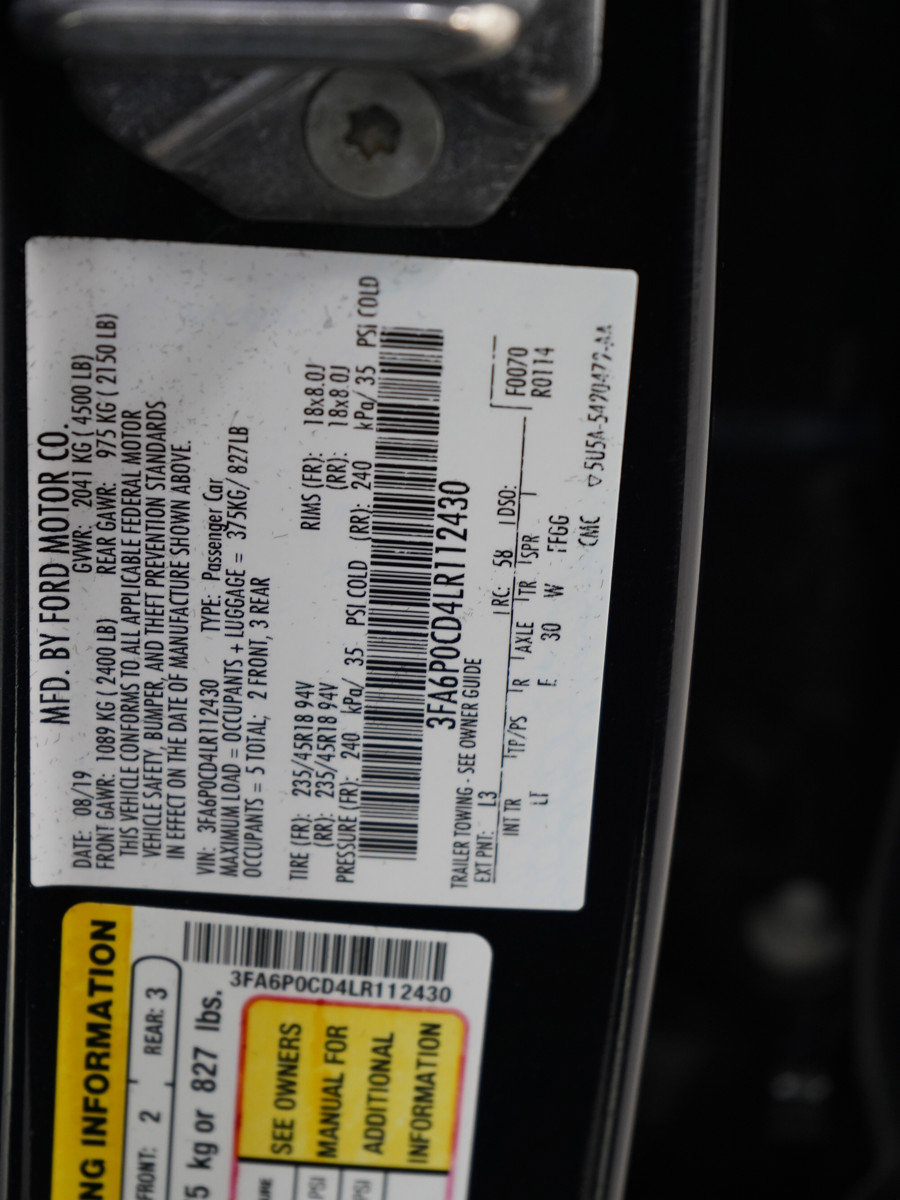 MFD. BY FORD MOTOR CO.
DATE: 08/19 GVWR: 2041 KG ( 4500 LB)
FRONT GAWR: 1089 KG ( 2400 LB) REAR GAWR: 975 KG ( 2150 LB)
THIS VEHICLE CONFORMS TO ALL APPLICABLE FEDERAL MOTOR
VEHICLE SAFETY, BUMPER, AND THEFT PREVENTION STANDARDS
IN EFFECT ON THE DATE OF MANUFACTURE SHOWN ABOVE.
VIN: 3FA6P0CD4LR112430 TYPE: Passenger Car
MAXIMUM LOAD = OCCUPANTS + LUGGAGE = 375KG/ 827LB
OCCUPANTS = 5 TOTAL; 2 FRONT, 3 REAR
TIRE (FR): 235/45R18 94V RIMS (FR): 18x8.0J
(RR): 235/45R18 94V (RR): 18x8.0J
PRESSURE (FR): 240 kPa/ 35 PSI COLD (RR): 240 kPa/ 35 PSI COLD
3FA6P0CD4LR112430
TRAILER TOWING - SEE OWNER GUIDE
EXT PNT: L3 RC: 58 DSO: F0070
INT TR TP/PS R AXLE TR SPR R0114
LT F 30 W FFGG
CMC 5U5A-5420472-AA
NG INFORMATION
FRONT: 2 REAR: 3
5 kg or 827 lbs.
3FA6P0CD4LR112430
SEE OWNERS
MANUAL FOR
ADDITIONAL
INFORMATION
PSI
PSI